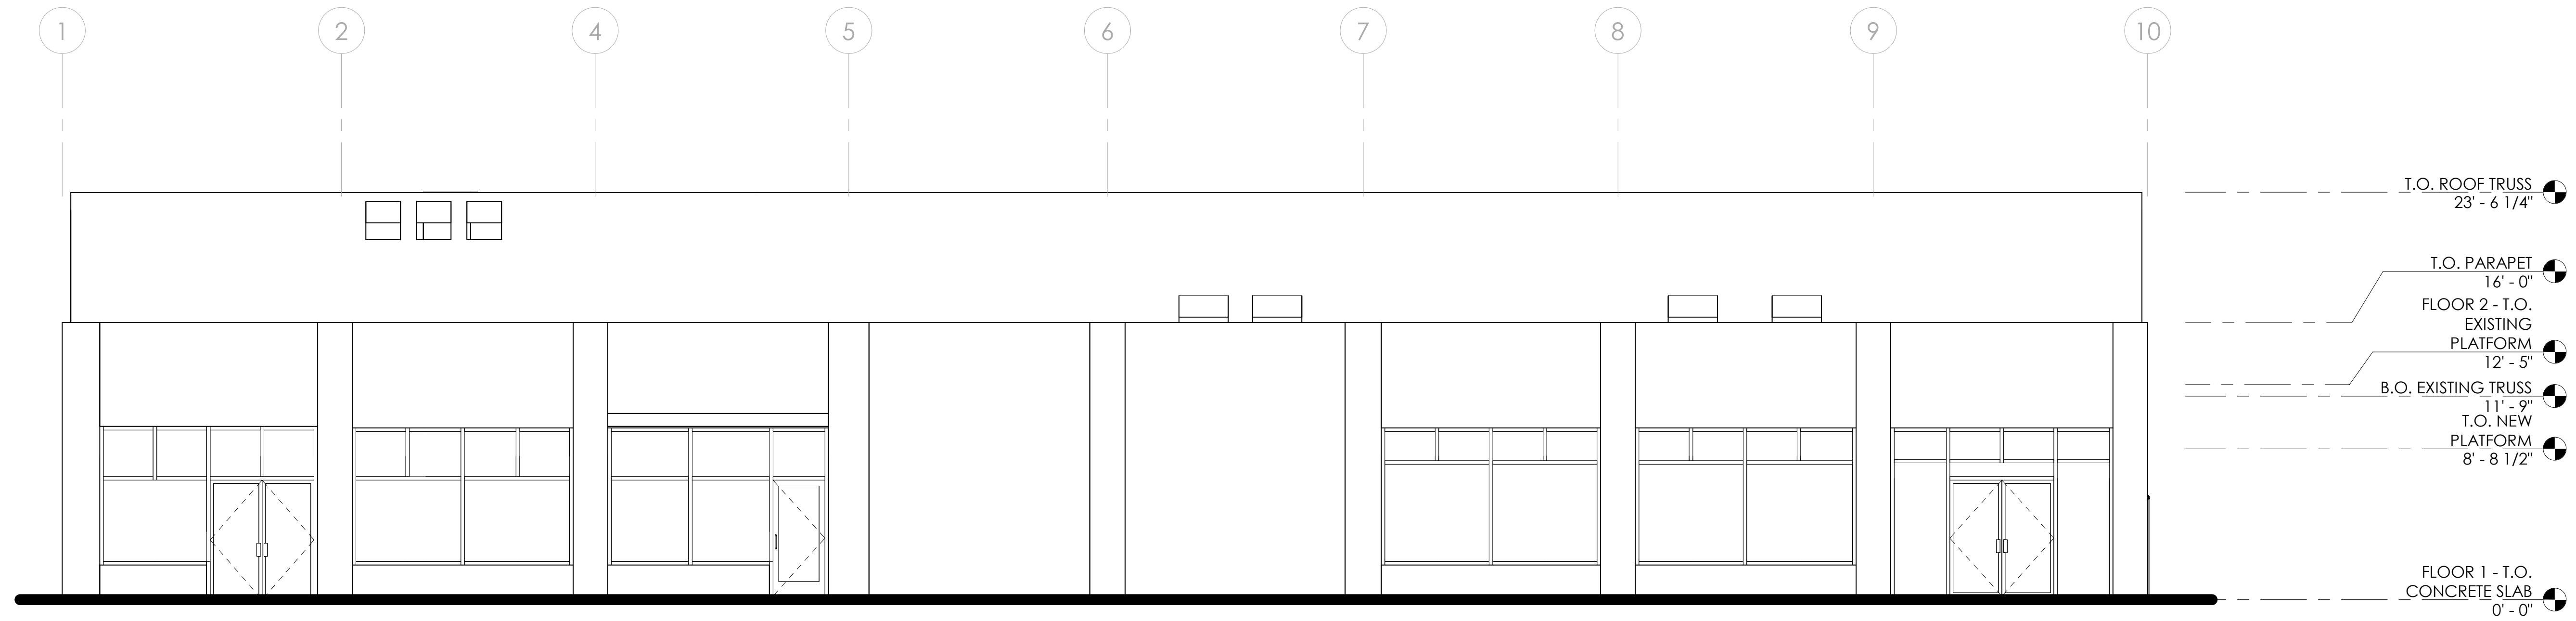 1 2 4 5 6 7 8 9 10
T.O. ROOF TRUSS
23' - 6 1/4"
T.O. PARAPET
16' - 0"
FLOOR 2 - T.O.
EXISTING
PLATFORM
12' - 5"
B.O. EXISTING TRUSS
11' - 9"
T.O. NEW
PLATFORM
8' - 8 1/2"
FLOOR 1 - T.O.
CONCRETE SLAB
0' - 0"